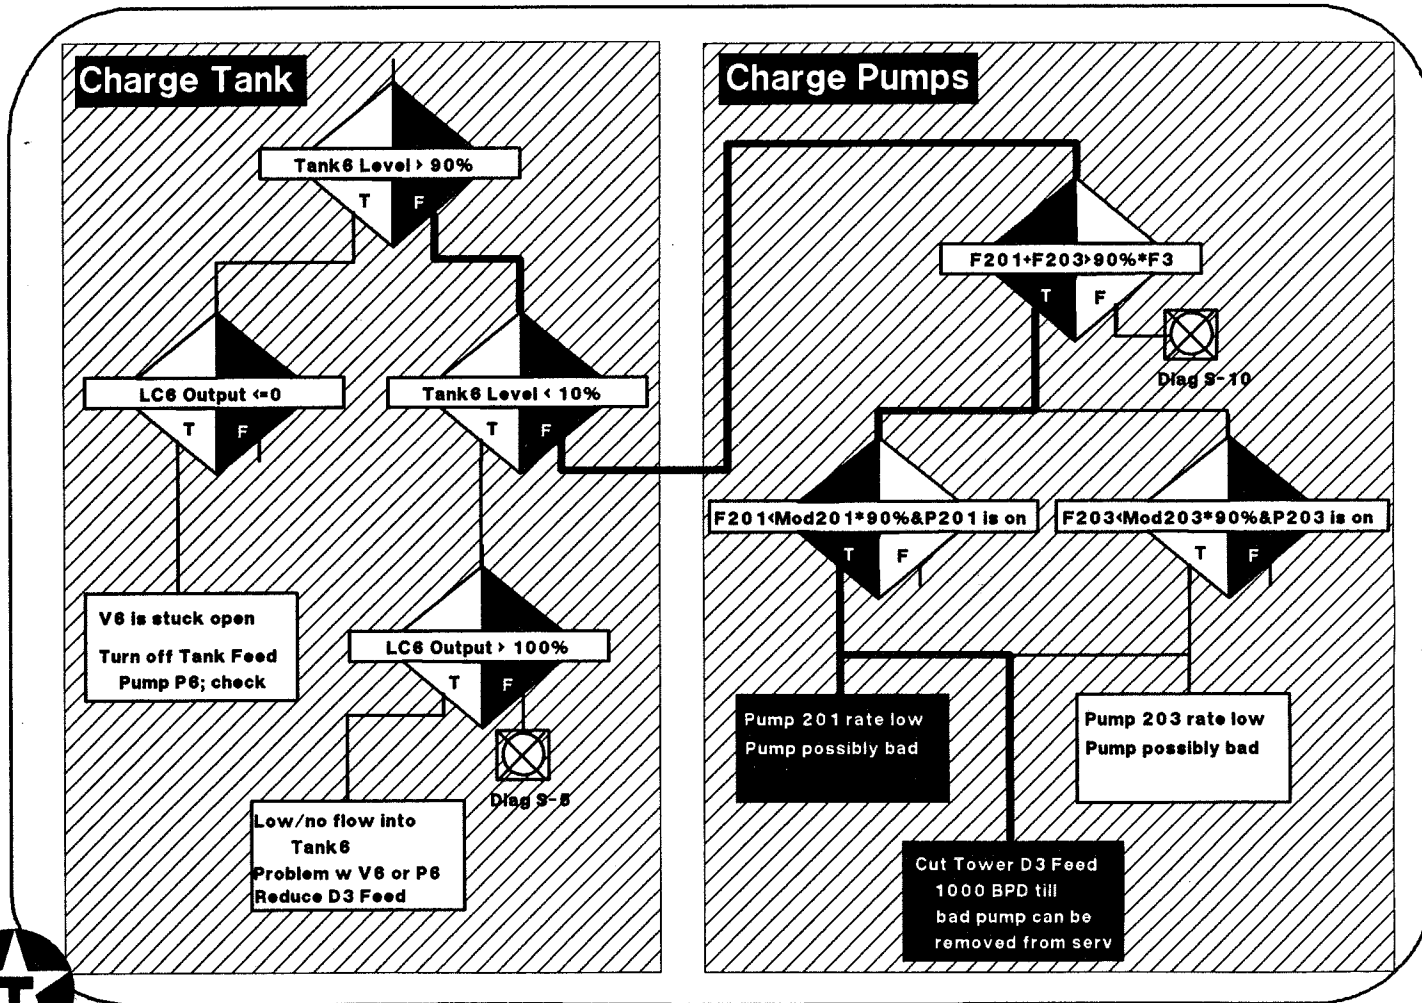 Charge Tank
Tank6 Level > 90%
T F
LC6 Output <=0
T F
Tank6 Level < 10%
T F
V6 is stuck open
Turn off Tank Feed
Pump P6; check
LC6 Output > 100%
T F
Diag S-5
Low/no flow into
Tank6
Problem w V6 or P6
Reduce D3 Feed
Charge Pumps
F201+F203>90%*F3
T F
Diag S-10
F201<Mod201*90%&P201 is on
T F
F203<Mod203*90%&P203 is on
T F
Pump 201 rate low
Pump possibly bad
Pump 203 rate low
Pump possibly bad
Cut Tower D3 Feed
1000 BPD till
bad pump can be
removed from serv
T